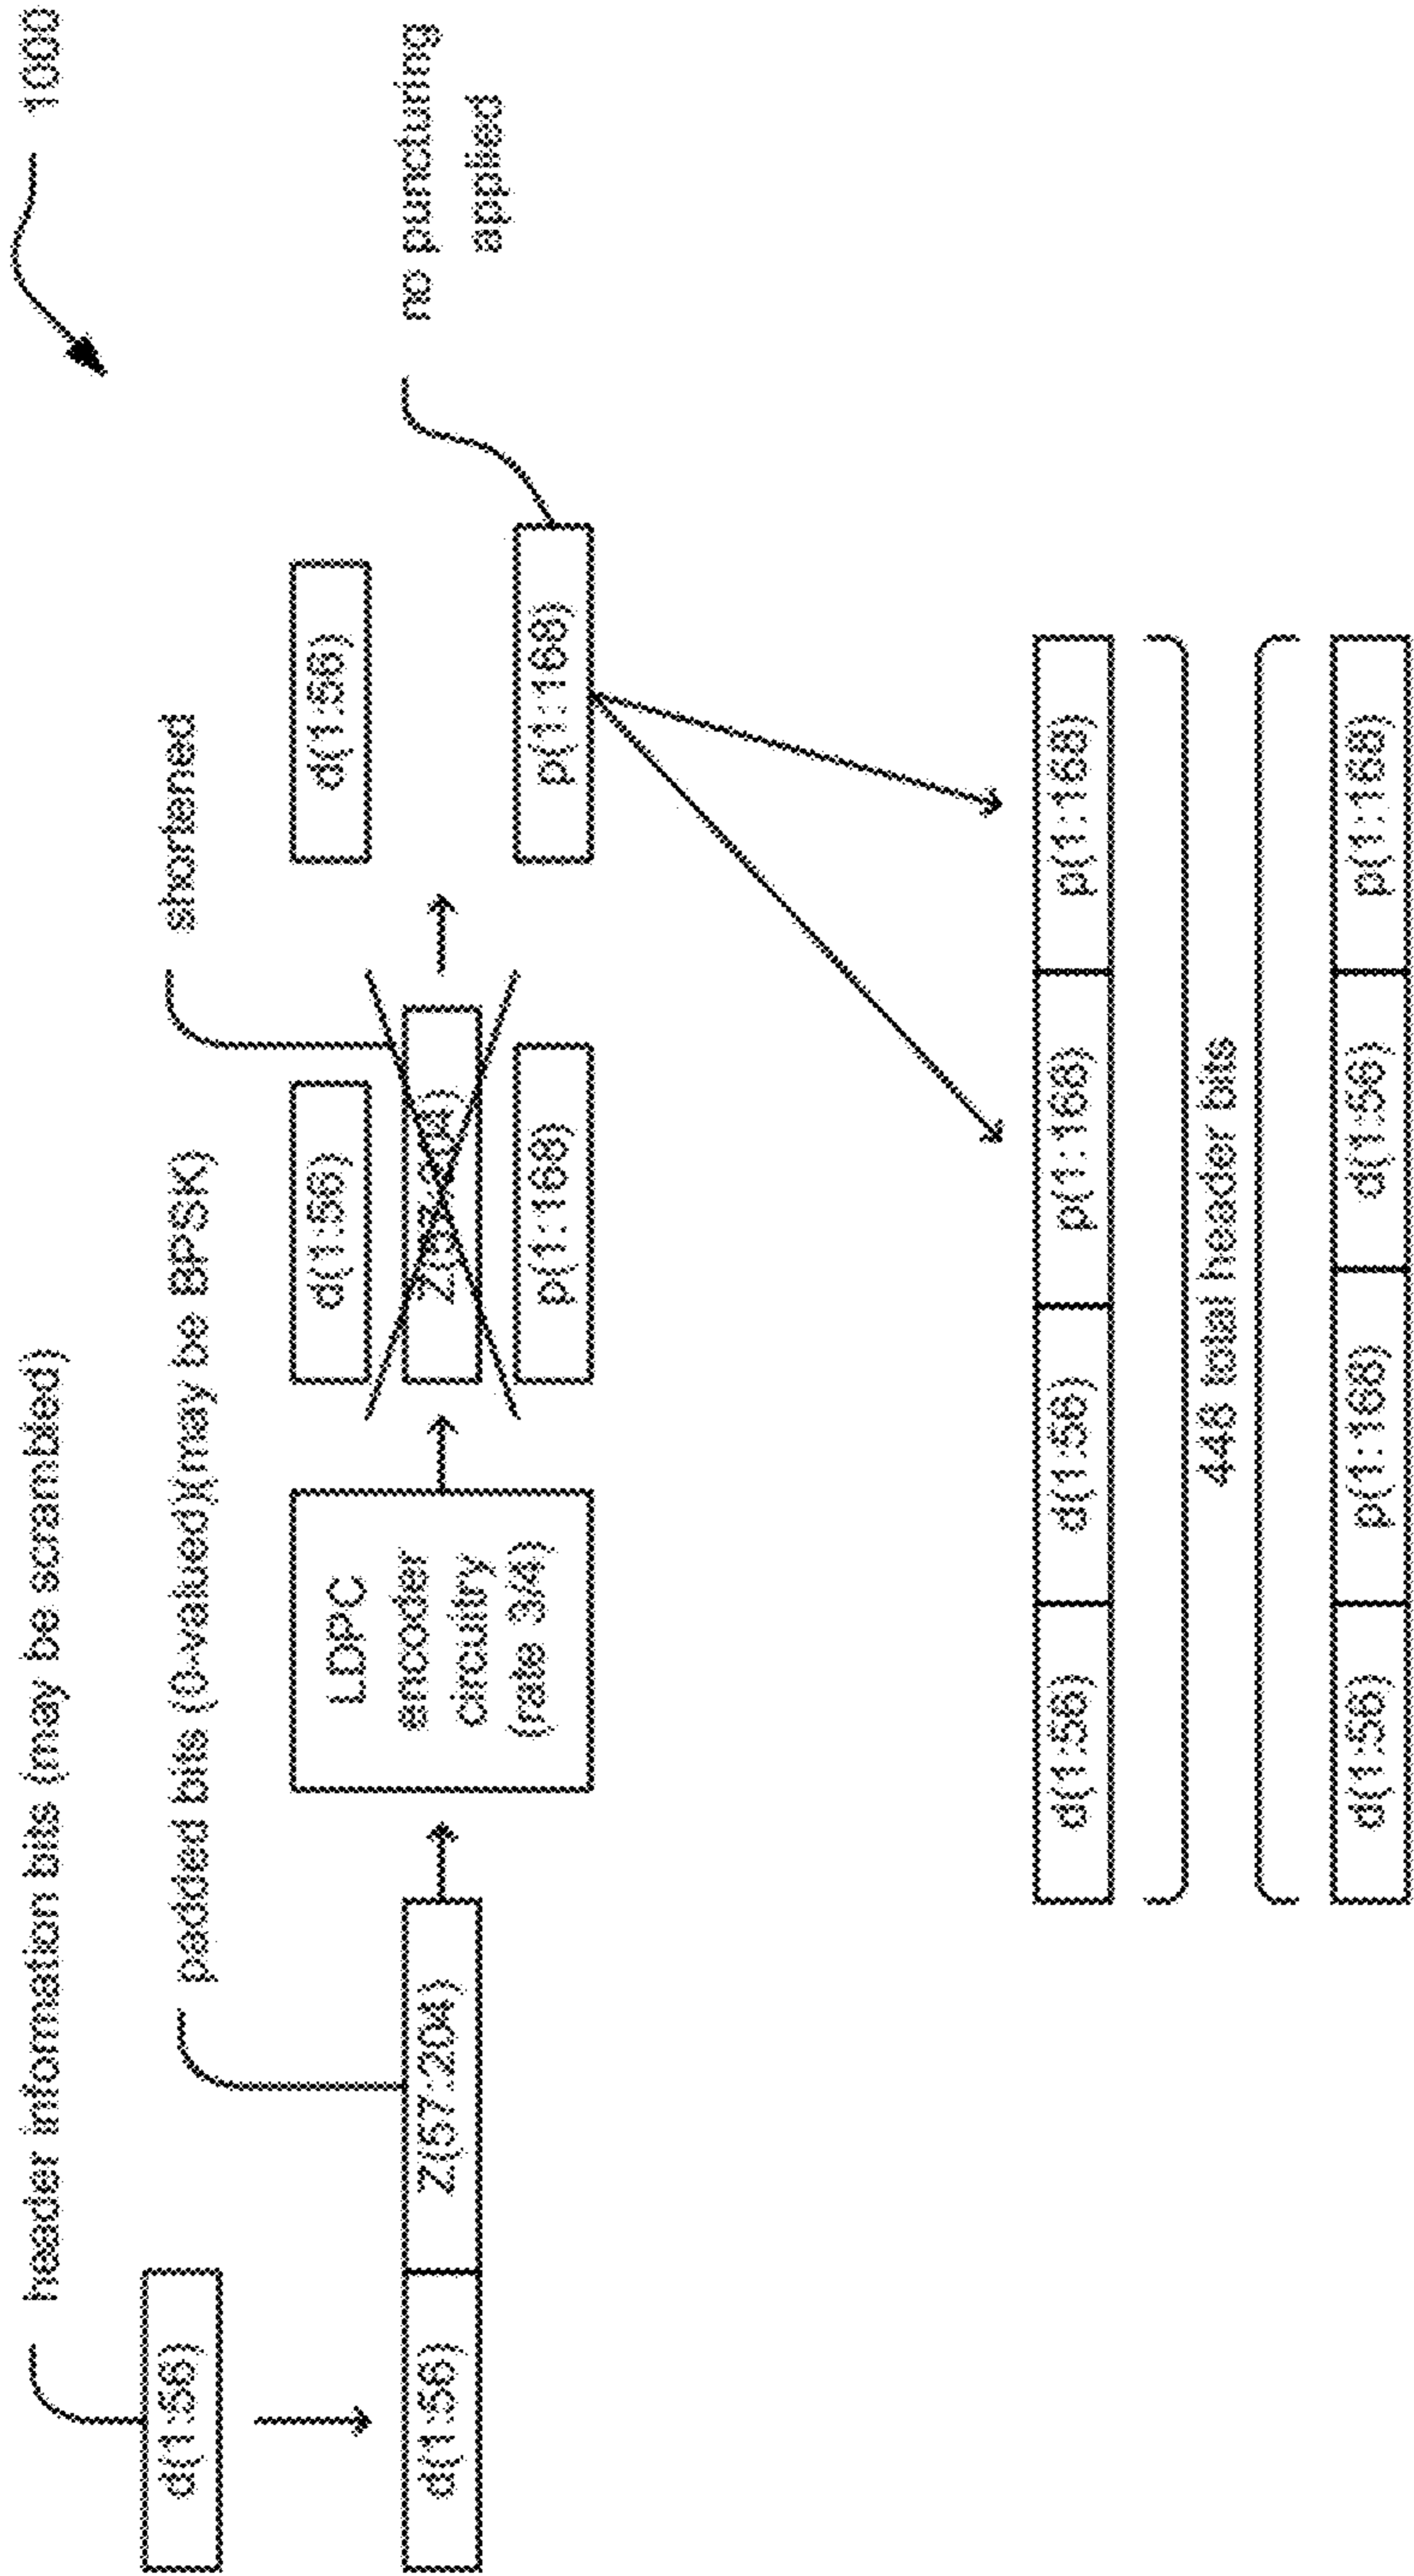 header information bits (may be scrambled)
1000
d(1:56)
padded bits (0-valued)(may be BPSK)
shortened
d(1:56)
Z(57:204)
LDPC
encoder
circuitry
(rate 3/4)
d(1:56)
Z(57:204)
p(1:168)
d(1:56)
p(1:168)
no puncturing
applied
d(1:56)
d(1:56)
p(1:168)
p(1:168)
448 total header bits
d(1:56)
p(1:168)
d(1:56)
p(1:168)